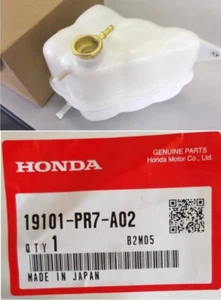 GENUINE PARTS
HONDA
Honda Motor Co., Ltd.
19101-PR7-A02
QTY 1 B2M05
MADE IN JAPAN